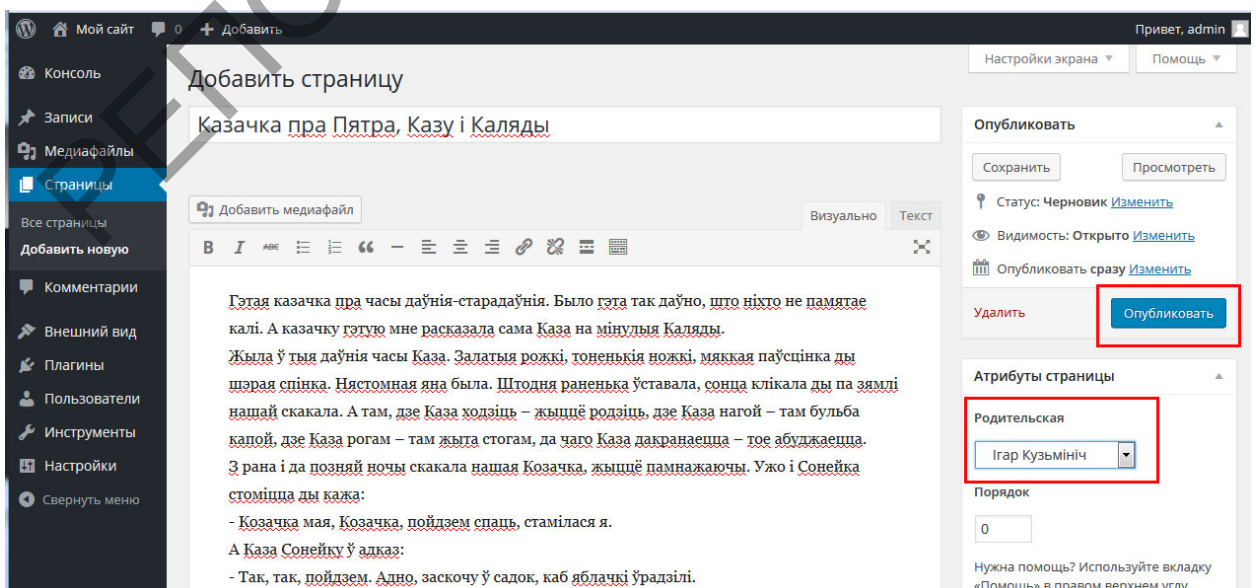 Мой сайт 0 + Добавить Привет, admin
Настройки экрана Помощь
Консоль
Записи
Медиафайлы
Страницы
Все страницы
Добавить новую
Комментарии
Внешний вид
Плагины
Пользователи
Инструменты
Настройки
Свернуть меню
Добавить страницу
Казачка пра Пятра, Казу і Каляды
Добавить медиафайл
Визуально Текст
B I ABE
Гэтая казачка пра часы даўнія-старадаўнія. Было гэта так даўно, што ніхто не памятае
калі. А казачку гэтую мне расказала сама Каза на мінулыя Каляды.
Жыла ў тыя даўнія часы Каза. Залатыя рожкі, тоненькія ножкі, мяккая паўсцінка ды
шэрая спінка. Нястомная яна была. Штодня раненька ўставала, сонца клікала ды па зямлі
нашай скакала. А там, дзе Каза ходзіць – жыццё родзіць, дзе Каза нагой – там бульба
капой, дзе Каза рогам – там жыта стогам, да чаго Каза дакранаецца – тое абуджаецца.
З рана і да позняй ночы скакала нашая Козачка, жыццё памнажаючы. Ужо і Сонейка
стоміцца ды кажа:
- Козачка мая, Козачка, пойдзем спаць, стамілася я.
А Каза Сонейку ў адказ:
- Так, так, пойдзем. Адно, заскочу ў садок, каб яблачкі ўрадзілі.
Опубликовать
Сохранить Просмотреть
Статус: Черновик Изменить
Видимость: Открыто Изменить
Опубликовать сразу Изменить
Удалить Опубликовать
Атрибуты страницы
Родительская
Ігар Кузьмініч
Порядок
0
Нужна помощь? Используйте вкладку
«Помощь» в правом верхнем углу